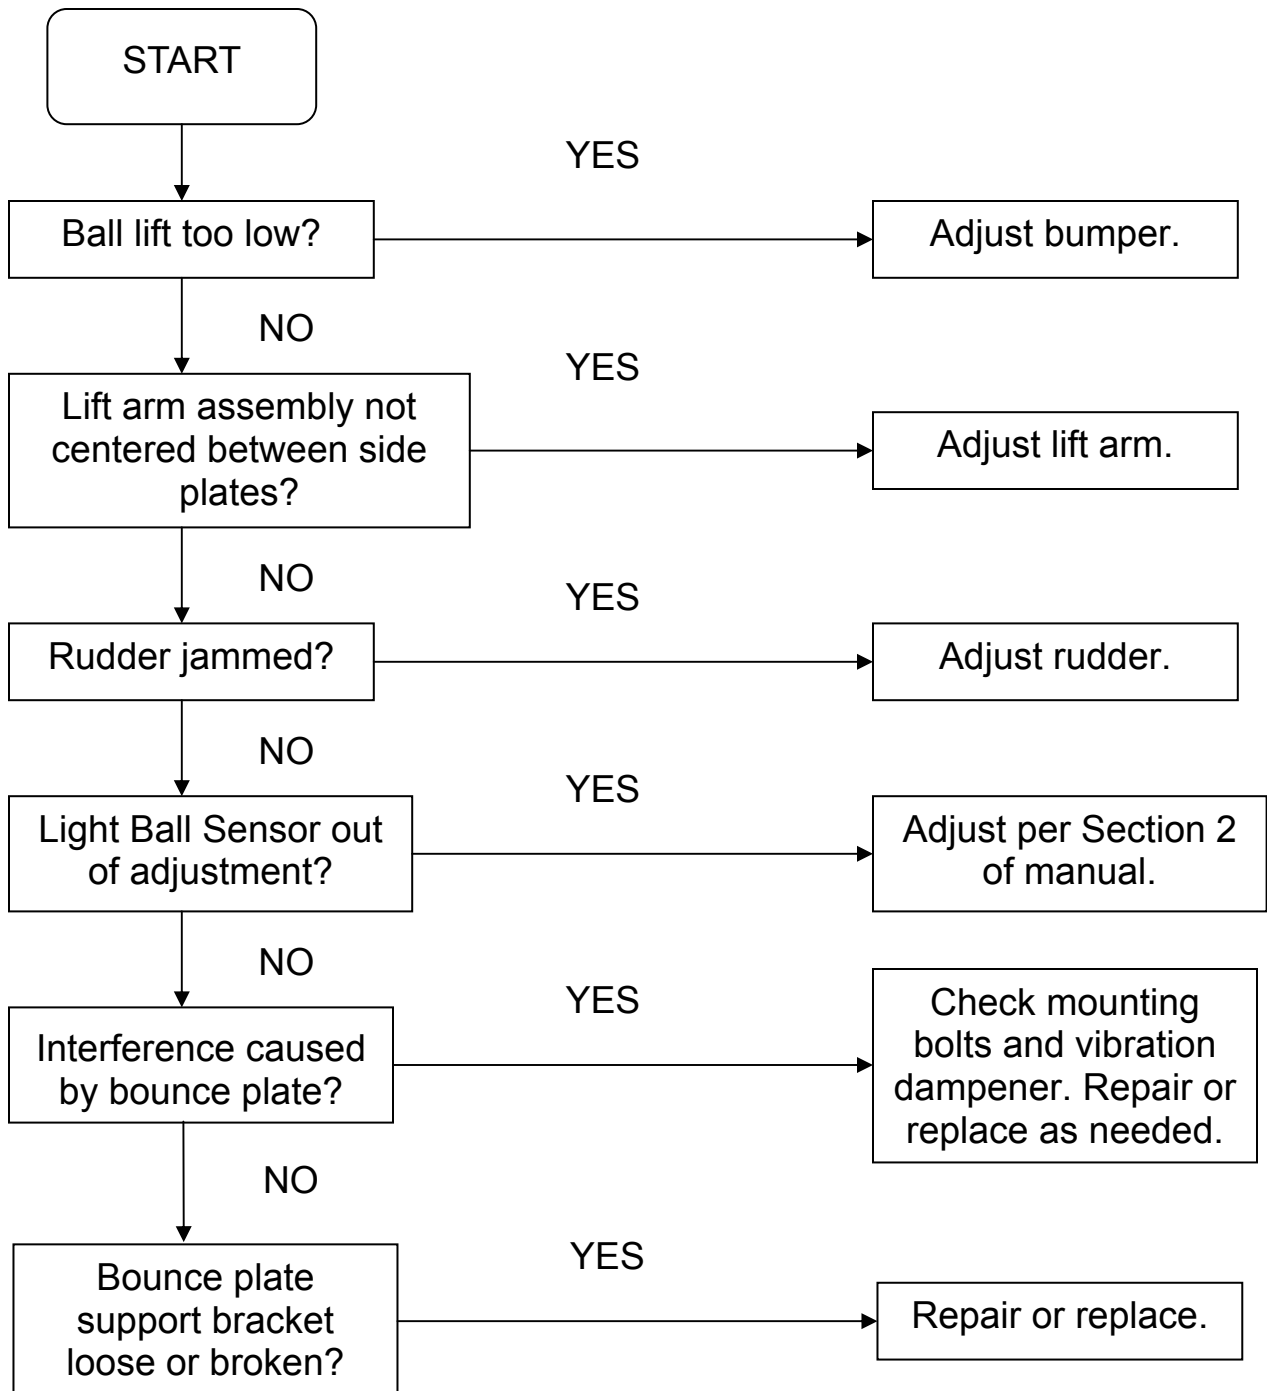 START
YES
Ball lift too low?
Adjust bumper.
NO
YES
Lift arm assembly not
centered between side
plates?
Adjust lift arm.
NO
YES
Rudder jammed?
Adjust rudder.
NO
YES
Light Ball Sensor out
of adjustment?
Adjust per Section 2
of manual.
NO
YES
Interference caused
by bounce plate?
Check mounting
bolts and vibration
dampener. Repair or
replace as needed.
NO
YES
Bounce plate
support bracket
loose or broken?
Repair or replace.